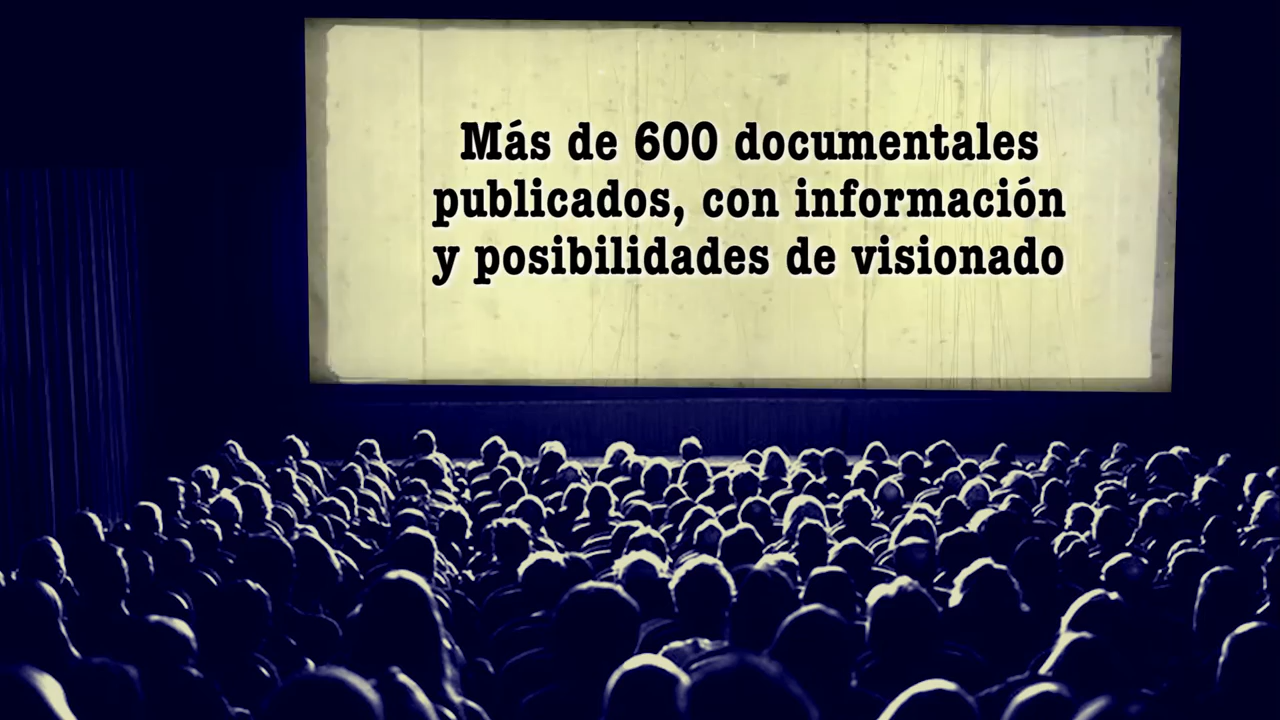 Más de 600 documentales
publicados, con información
y posibilidades de visionado